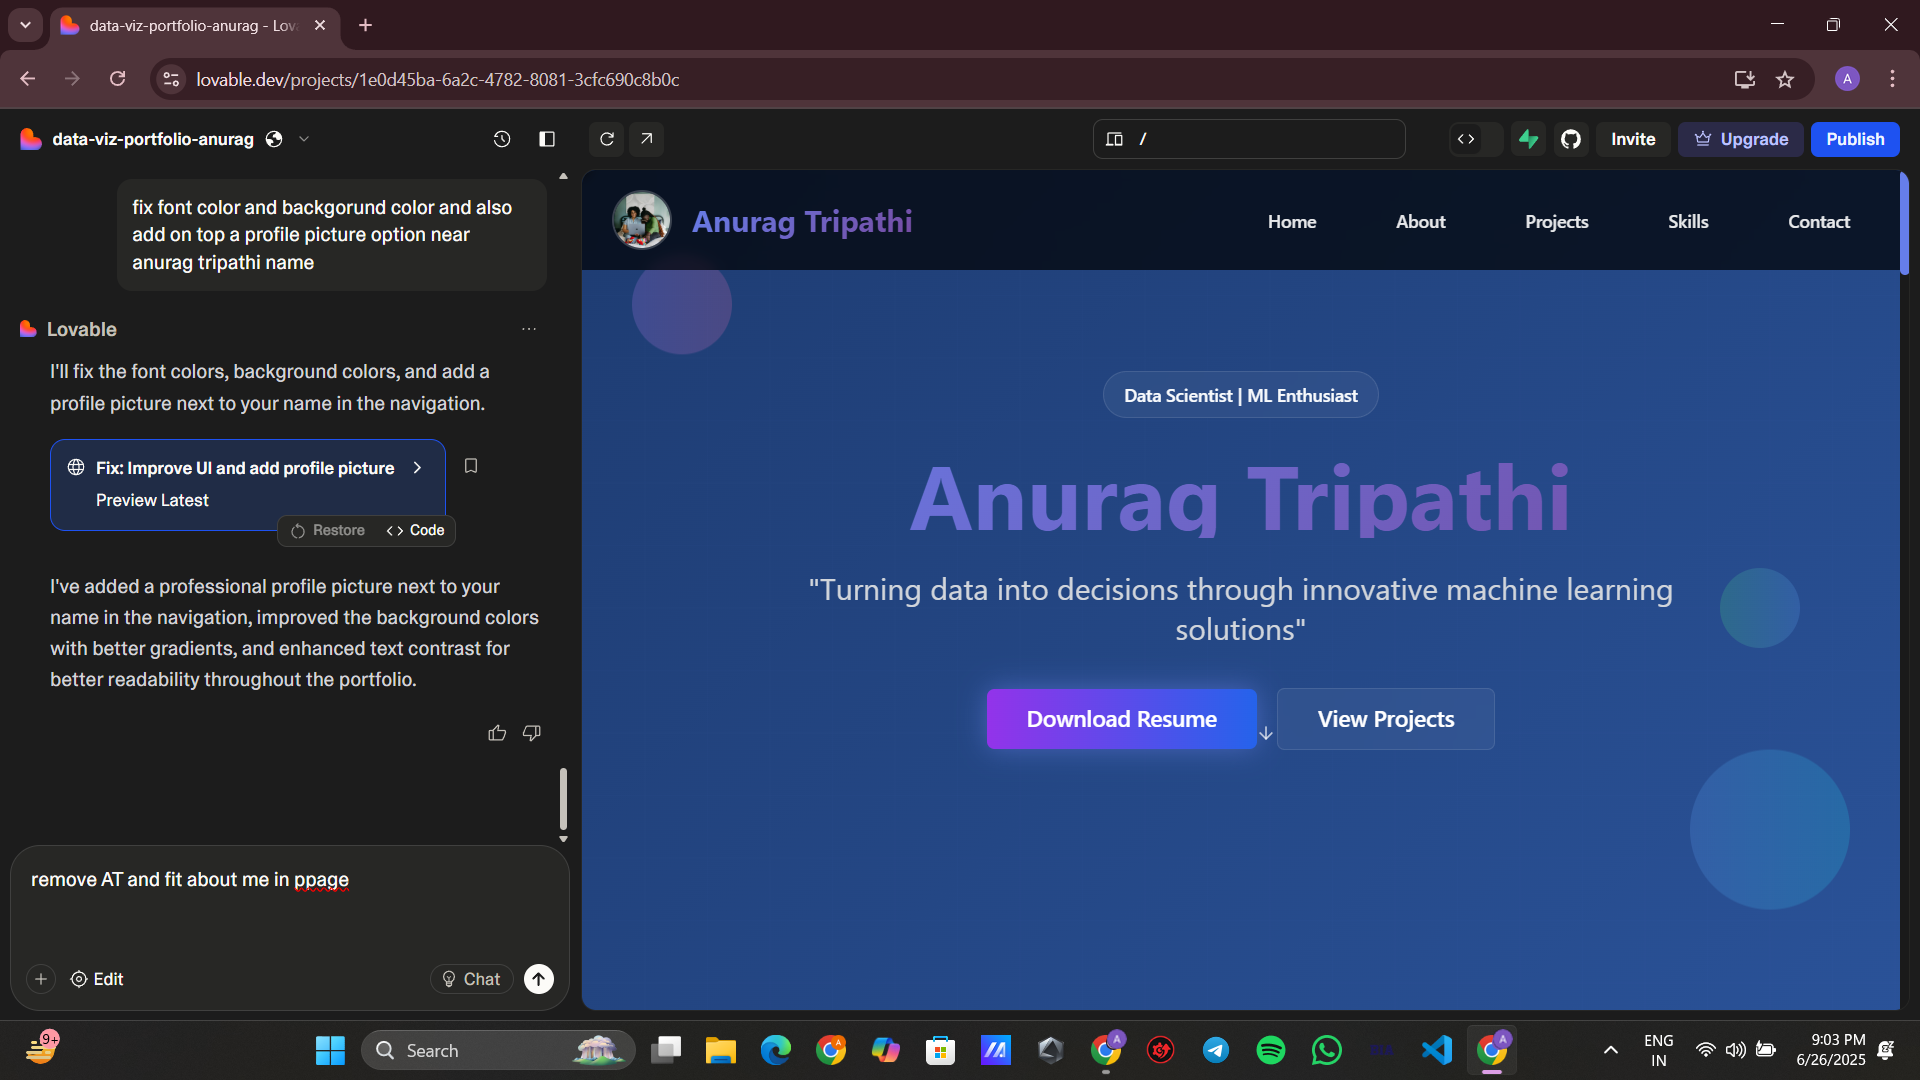 data-viz-portfolio-anurag - Lov
lovable.dev/projects/1e0d45ba-6a2c-4782-8081-3cfc690c8b0c
A
data-viz-portfolio-anurag
/
Invite
Upgrade
Publish
fix font color and backgorund color and also
add on top a profile picture option near
anurag tripathi name
Lovable
I'll fix the font colors, background colors, and add a
profile picture next to your name in the navigation.
Fix: Improve UI and add profile picture
Preview Latest
Restore
Code
I've added a professional profile picture next to your
name in the navigation, improved the background colors
with better gradients, and enhanced text contrast for
better readability throughout the portfolio.
remove AT and fit about me in ppage
Edit
Chat
Anurag Tripathi
Home
About
Projects
Skills
Contact
Data Scientist | ML Enthusiast
Anurag Tripathi
"Turning data into decisions through innovative machine learning
solutions"
Download Resume
View Projects
9+
Search
A
A
A
ENG
IN
9:03 PM
6/26/2025